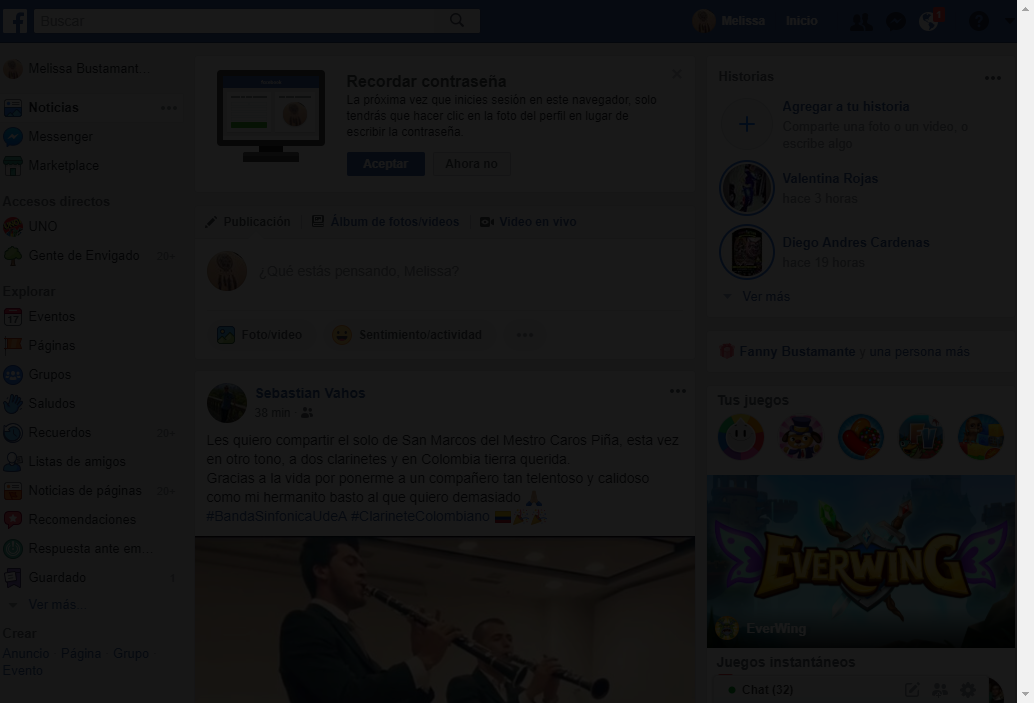 Buscar
Melissa
Inicio
Melissa Bustamant...
Noticias
Messenger
Marketplace
Accesos directos
UNO
Gente de Envigado 20+
Explorar
Eventos
Páginas
Grupos
Saludos
Recuerdos 20+
Listas de amigos
Noticias de páginas 20+
Recomendaciones
Respuesta ante em...
Guardado 1
Ver más...
Crear
Anuncio Página Grupo
Evento
Recordar contraseña
La próxima vez que inicies sesión en este navegador, solo
tendrás que hacer clic en la foto del perfil en lugar de
escribir la contraseña.
Aceptar
Ahora no
Publicación
Álbum de fotos/videos
Video en vivo
¿Qué estás pensando, Melissa?
Foto/video
Sentimiento/actividad
Sebastian Vahos
38 min
Les quiero compartir el solo de San Marcos del Mestro Caros Piña, esta vez
en otro tono, a dos clarinetes y en Colombia tierra querida.
Gracias a la vida por ponerme a un compañero tan telentoso y calidoso
como mi hermanito basto al que quiero demasiado 🙏🏽
#BandaSinfonicaUdeA #ClarineteColombiano 🇨🇴🎉🎉
Historias
Agregar a tu historia
Comparte una foto o un video, o
escribe algo
Valentina Rojas
hace 3 horas
Diego Andres Cardenas
hace 19 horas
Ver más
Fanny Bustamante y una persona más
Tus juegos
EVERWING
EverWing
Juegos instantáneos
Chat (32)